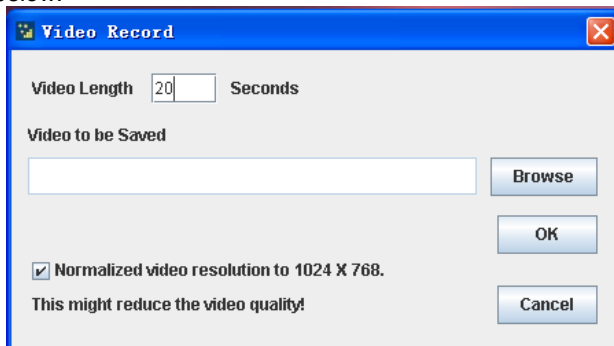 Video Record
Video Length 20 Seconds
Video to be Saved
Browse
OK
Normalized video resolution to 1024 X 768.
This might reduce the video quality!
Cancel